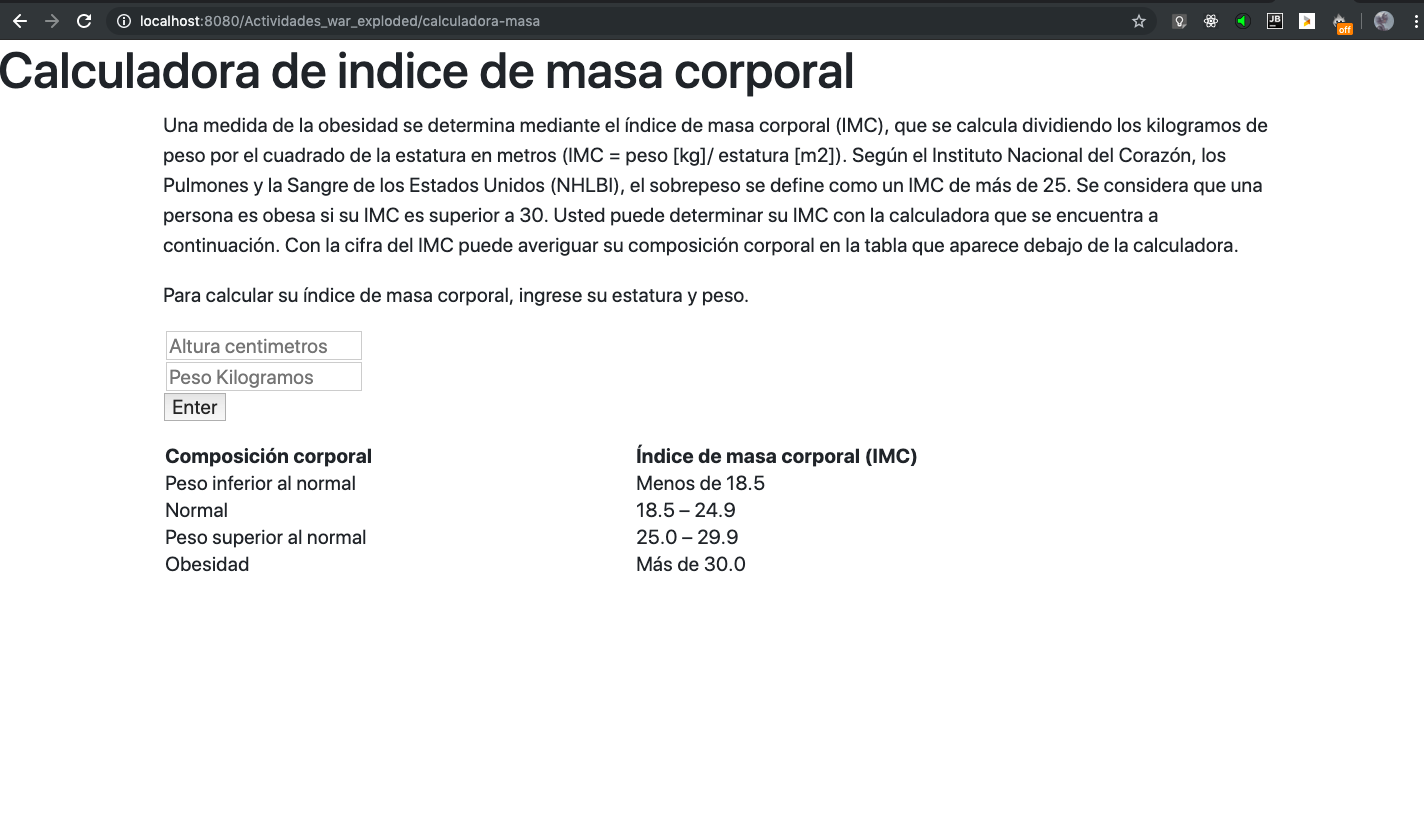 localhost:8080/Actividades_war_exploded/calculadora-masa
JB
off
Calculadora de indice de masa corporal
Una medida de la obesidad se determina mediante el índice de masa corporal (IMC), que se calcula dividiendo los kilogramos de
peso por el cuadrado de la estatura en metros (IMC = peso [kg]/ estatura [m2]). Según el Instituto Nacional del Corazón, los
Pulmones y la Sangre de los Estados Unidos (NHLBI), el sobrepeso se define como un IMC de más de 25. Se considera que una
persona es obesa si su IMC es superior a 30. Usted puede determinar su IMC con la calculadora que se encuentra a
continuación. Con la cifra del IMC puede averiguar su composición corporal en la tabla que aparece debajo de la calculadora.
Para calcular su índice de masa corporal, ingrese su estatura y peso.
Altura centimetros
Peso Kilogramos
Enter
Composición corporal Índice de masa corporal (IMC)
Peso inferior al normal Menos de 18.5
Normal 18.5 – 24.9
Peso superior al normal 25.0 – 29.9
Obesidad Más de 30.0